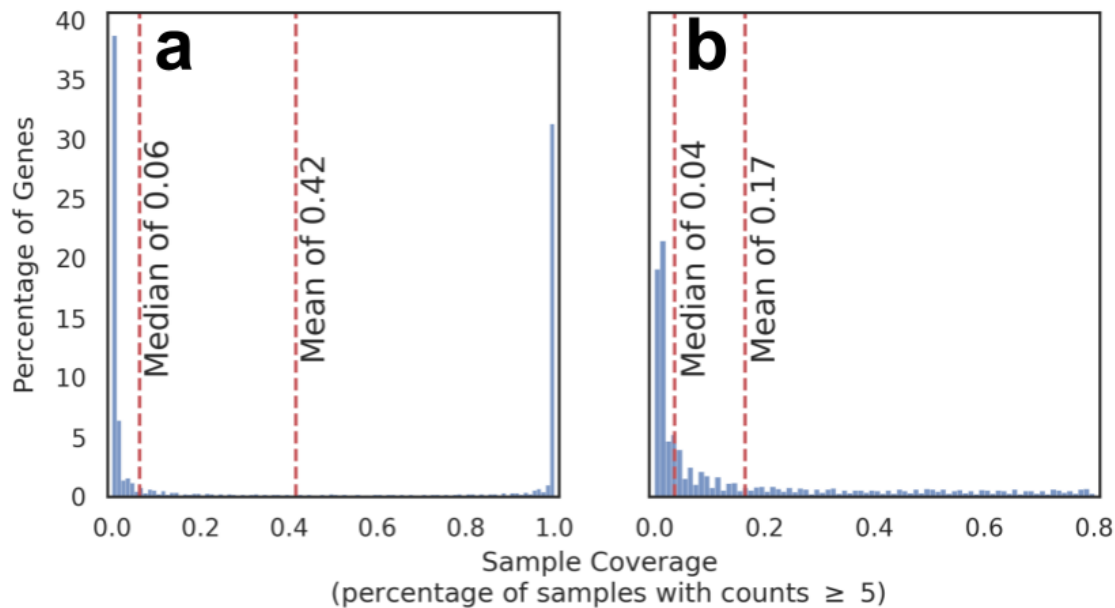 a
b
40
35
30
25
20
15
10
5
0
Percentage of Genes
Median of 0.06
Mean of 0.42
Median of 0.04
Mean of 0.17
0.0 0.2 0.4 0.6 0.8 1.0
0.0 0.2 0.4 0.6 0.8
Sample Coverage
(percentage of samples with counts ≥ 5)